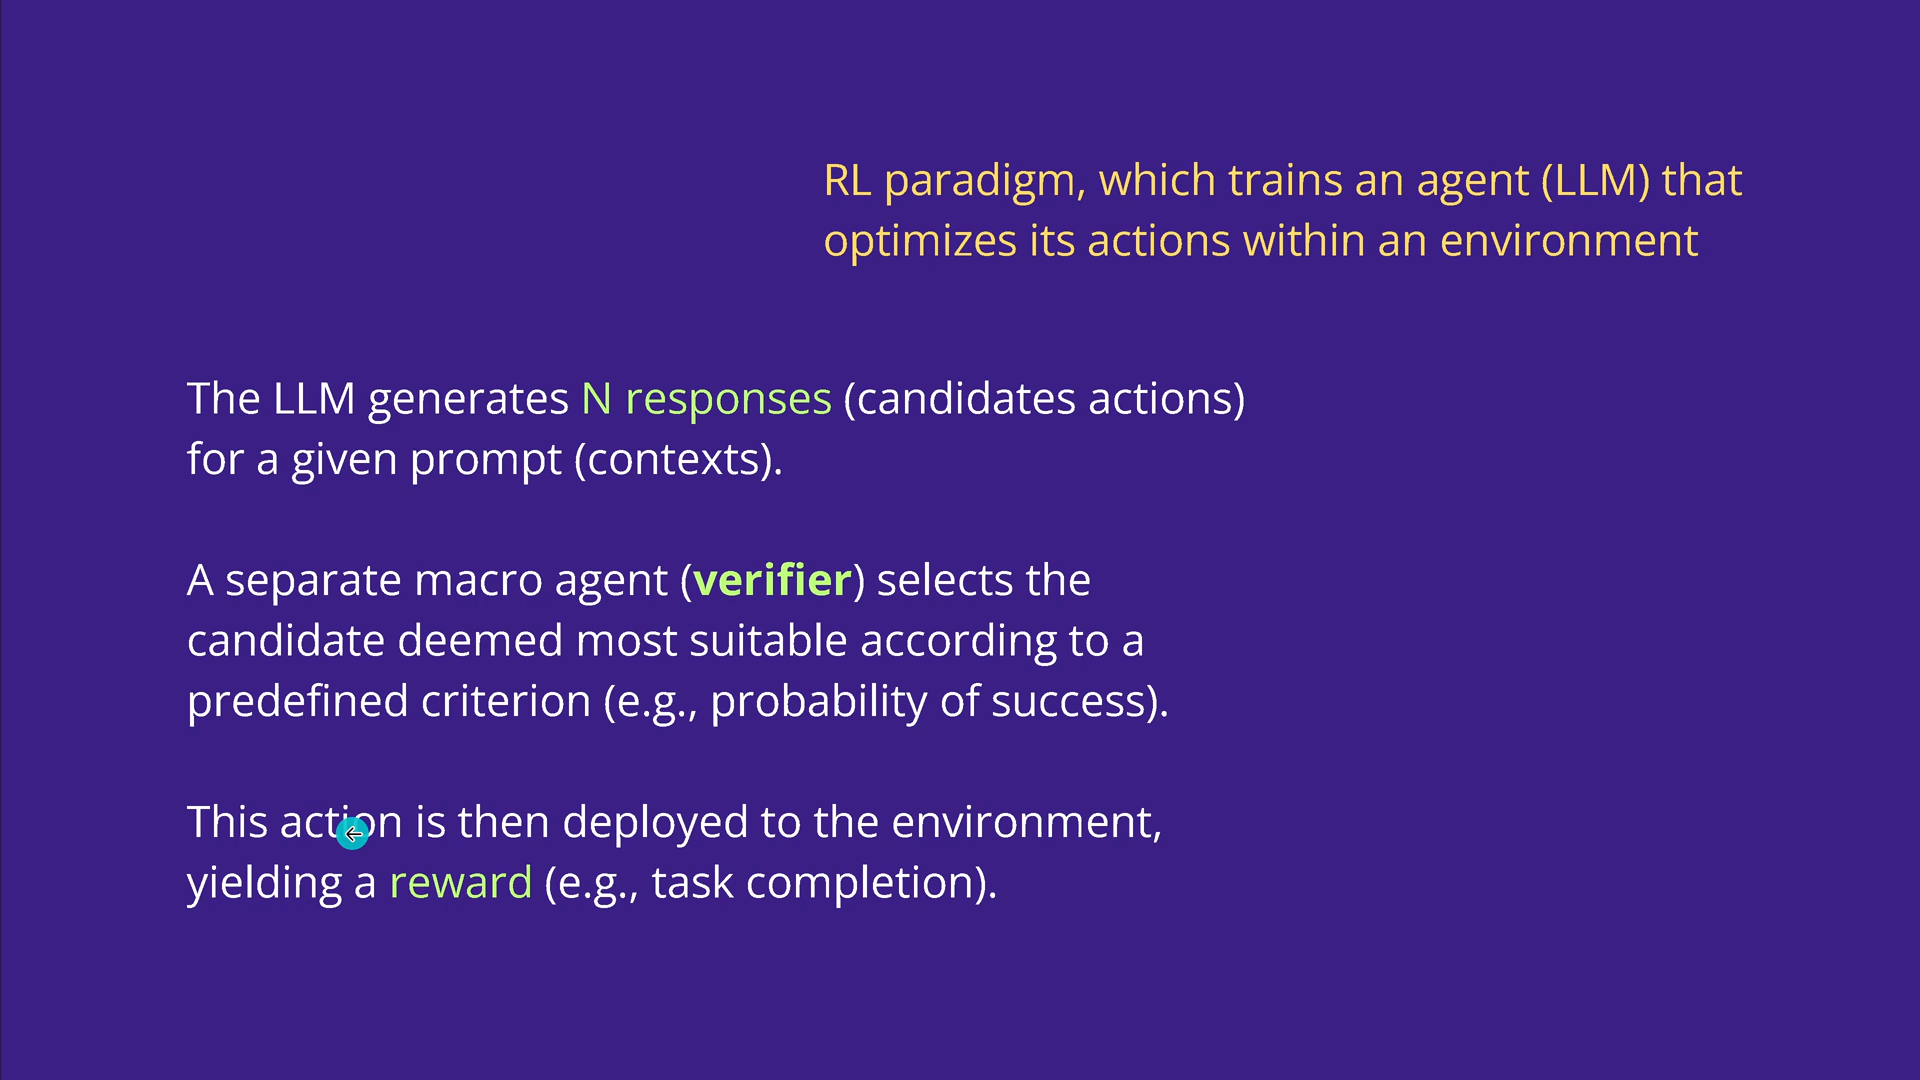 RL paradigm, which trains an agent (LLM) that
optimizes its actions within an environment
The LLM generates N responses (candidates actions)
for a given prompt (contexts).
A separate macro agent (verifier) selects the
candidate deemed most suitable according to a
predefined criterion (e.g., probability of success).
This action is then deployed to the environment,
yielding a reward (e.g., task completion).